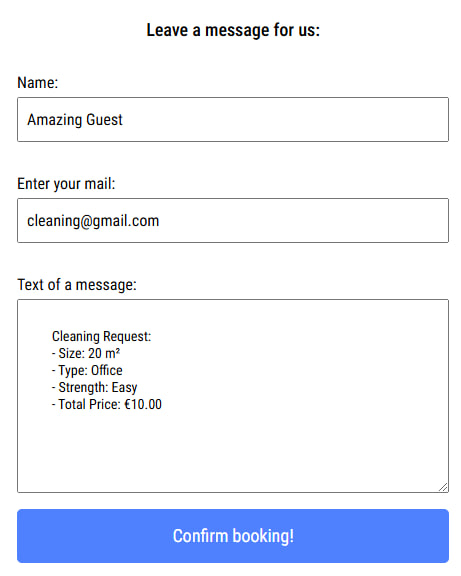 Leave a message for us:
Name:
Amazing Guest
Enter your mail:
cleaning@gmail.com
Text of a message:
Cleaning Request:
- Size: 20 m²
- Type: Office
- Strength: Easy
- Total Price: €10.00
Confirm booking!